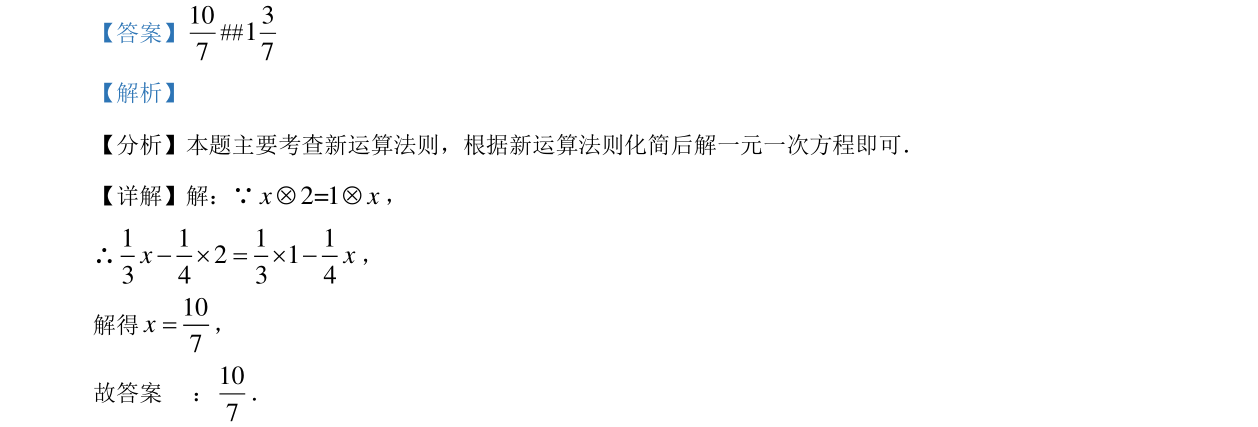 【答案】10/7##1 3/7
【解析】
【分析】本题主要考查新运算法则，根据新运算法则化简后解一元一次方程即可．
【详解】解：∵ x⊗2=1⊗x，
∴ 1/3 x − 1/4 × 2 = 1/3 × 1 − 1/4 x，
解得 x = 10/7，
故答案 ：10/7．